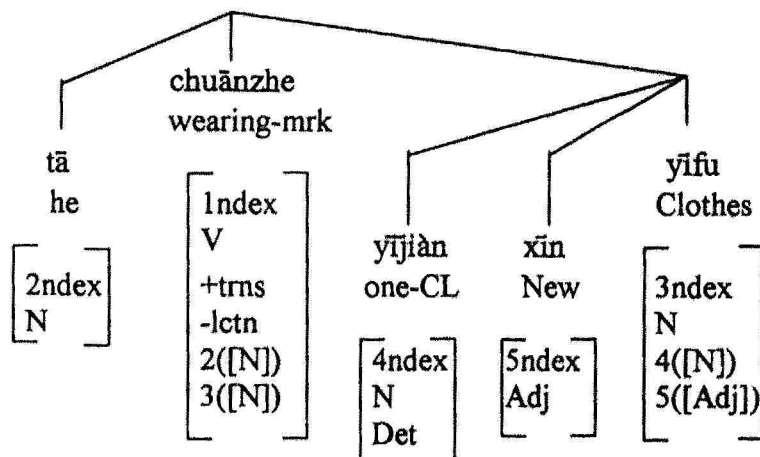 chuānzhe
wearing-mrk
tā
he
yīfu
Clothes
yījiàn
one-CL
xīn
New
2ndex
N
1ndex
V
+trns
-lctn
2([N])
3([N])
4ndex
N
Det
5ndex
Adj
3ndex
N
4([N])
5([Adj])